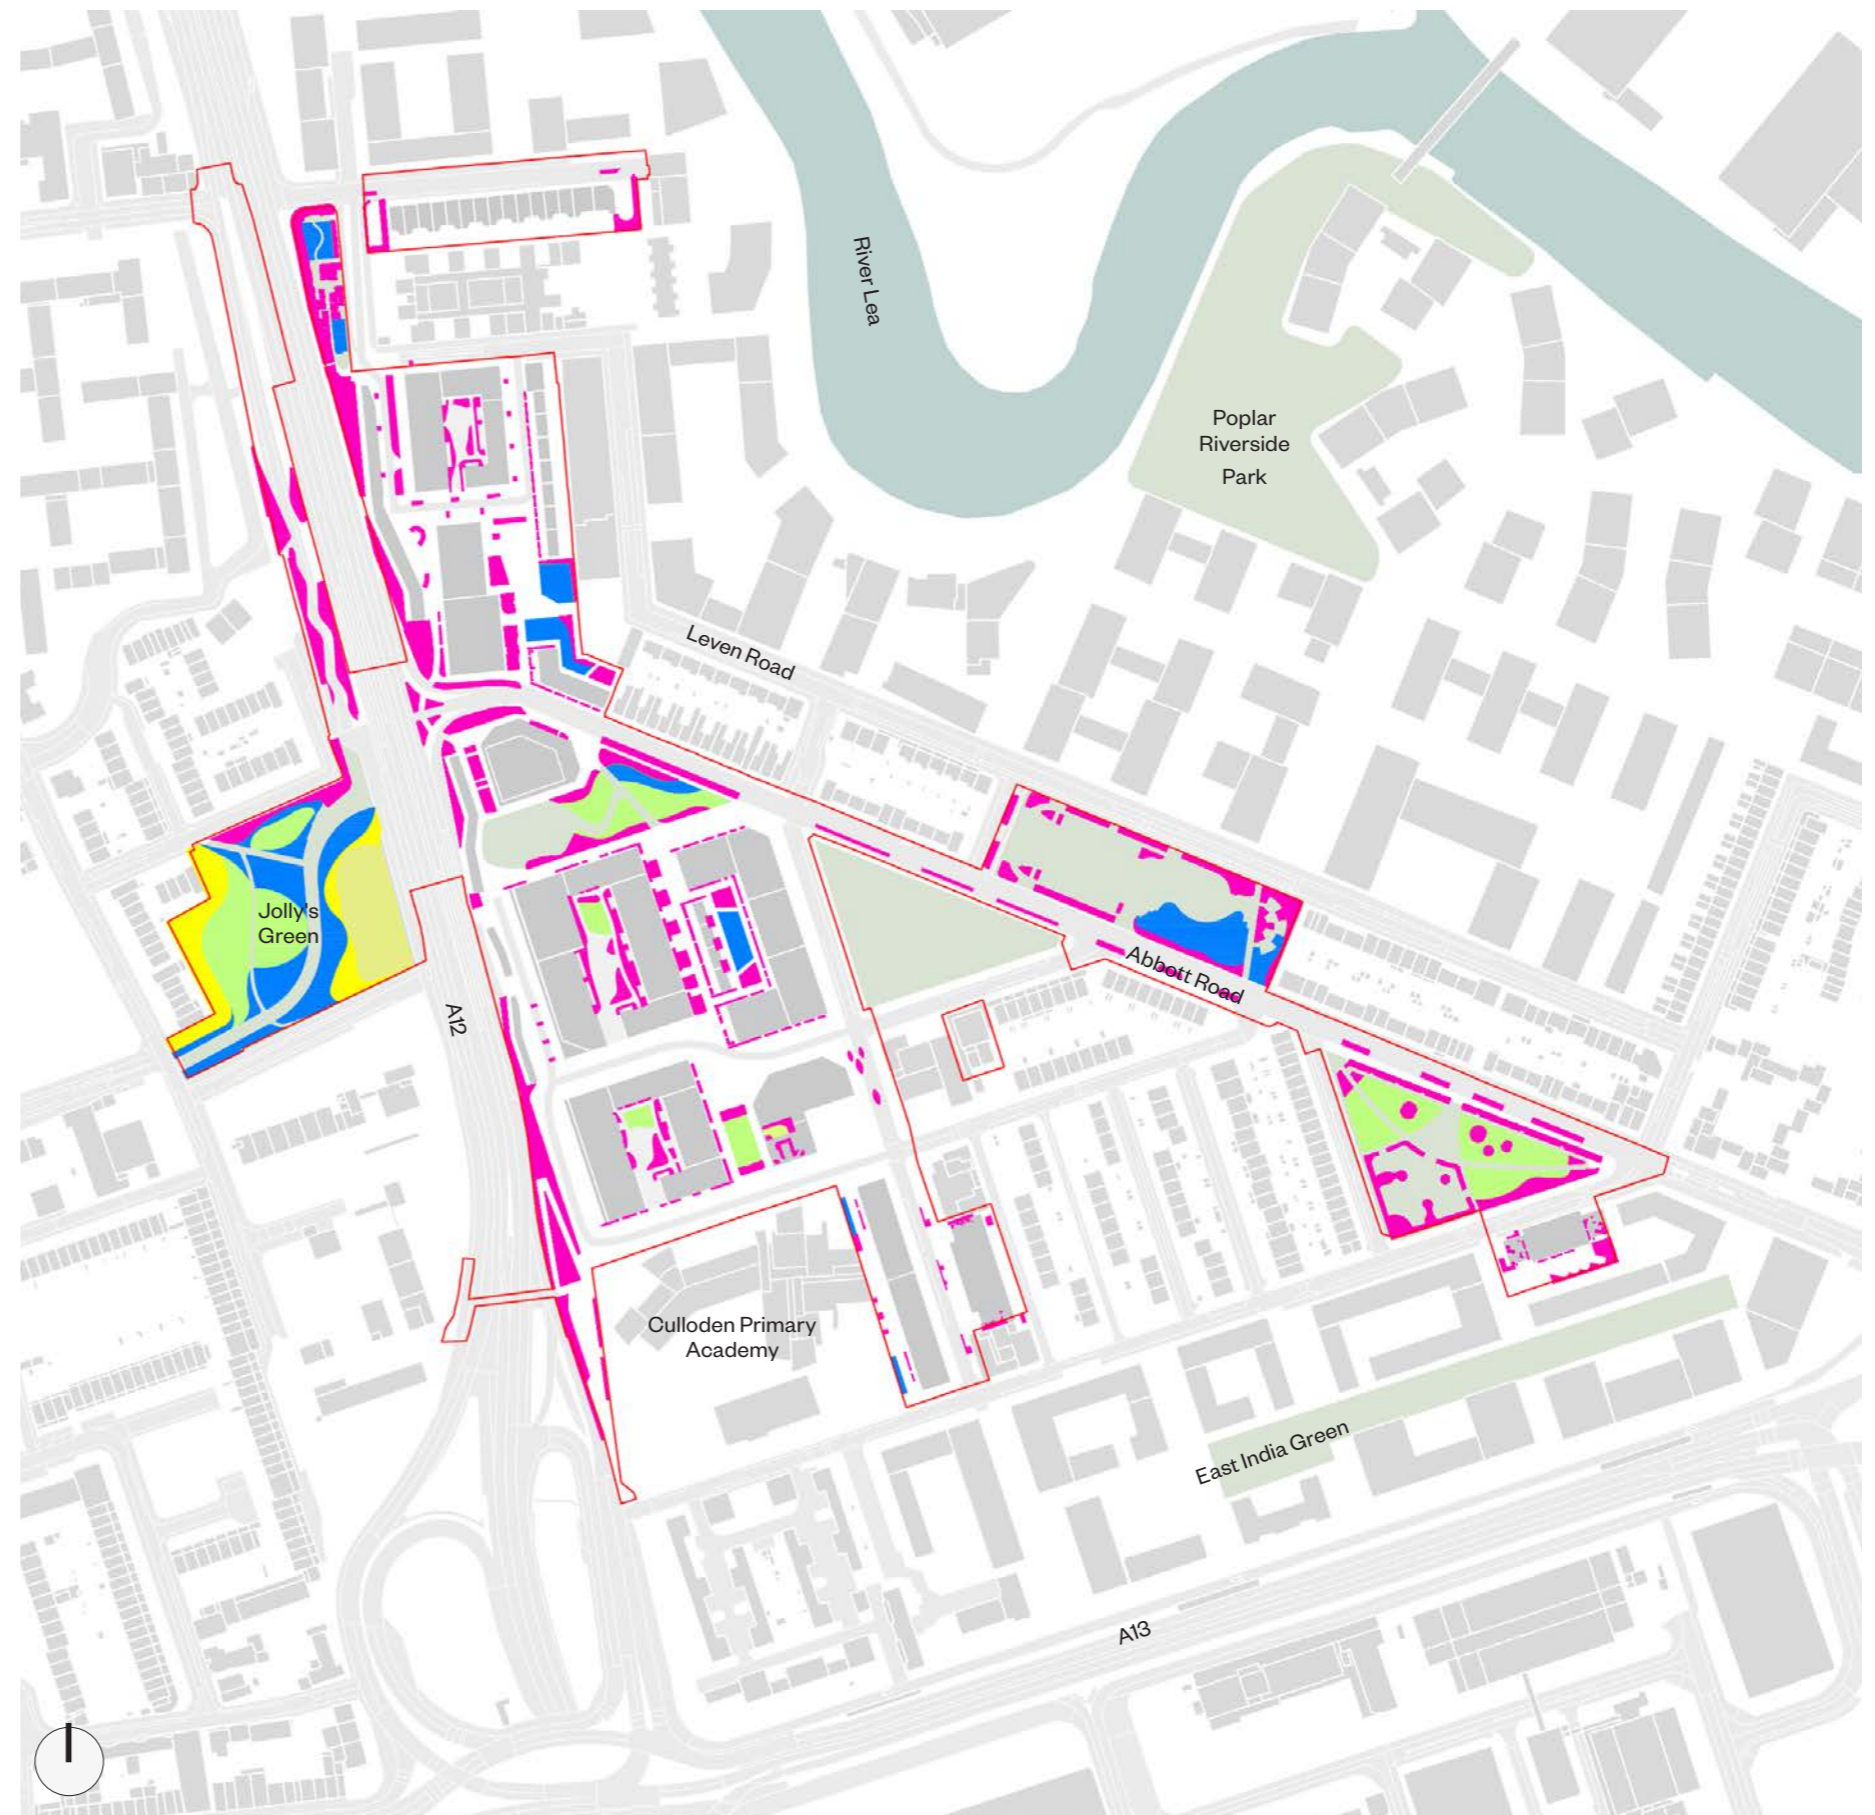 River Lea
Poplar
Riverside
Park
Leven Road
Jolly's
Green
Abbott Road
A12
Culloden Primary
Academy
East India Green
A13